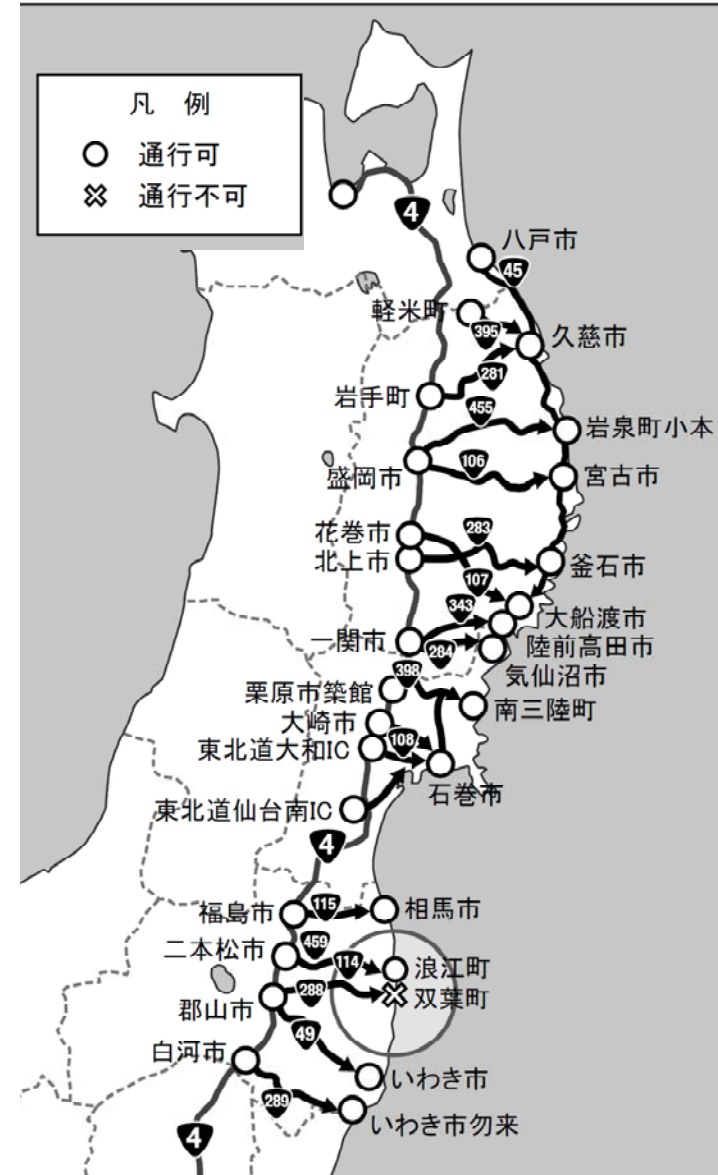 凡 例
通行可
通行不可
4
八戸市
45
軽米町
395
久慈市
281
岩手町
455
岩泉町小本
盛岡市
106
宮古市
花巻市
283
北上市
釜石市
107
343
大船渡市
一関市
陸前高田市
284
気仙沼市
398
栗原市築館
南三陸町
大崎市
東北道大和IC
108
石巻市
東北道仙台南IC
4
115
福島市
相馬市
459
二本松市
114
浪江町
288
双葉町
郡山市
49
白河市
いわき市
289
いわき市勿来
4